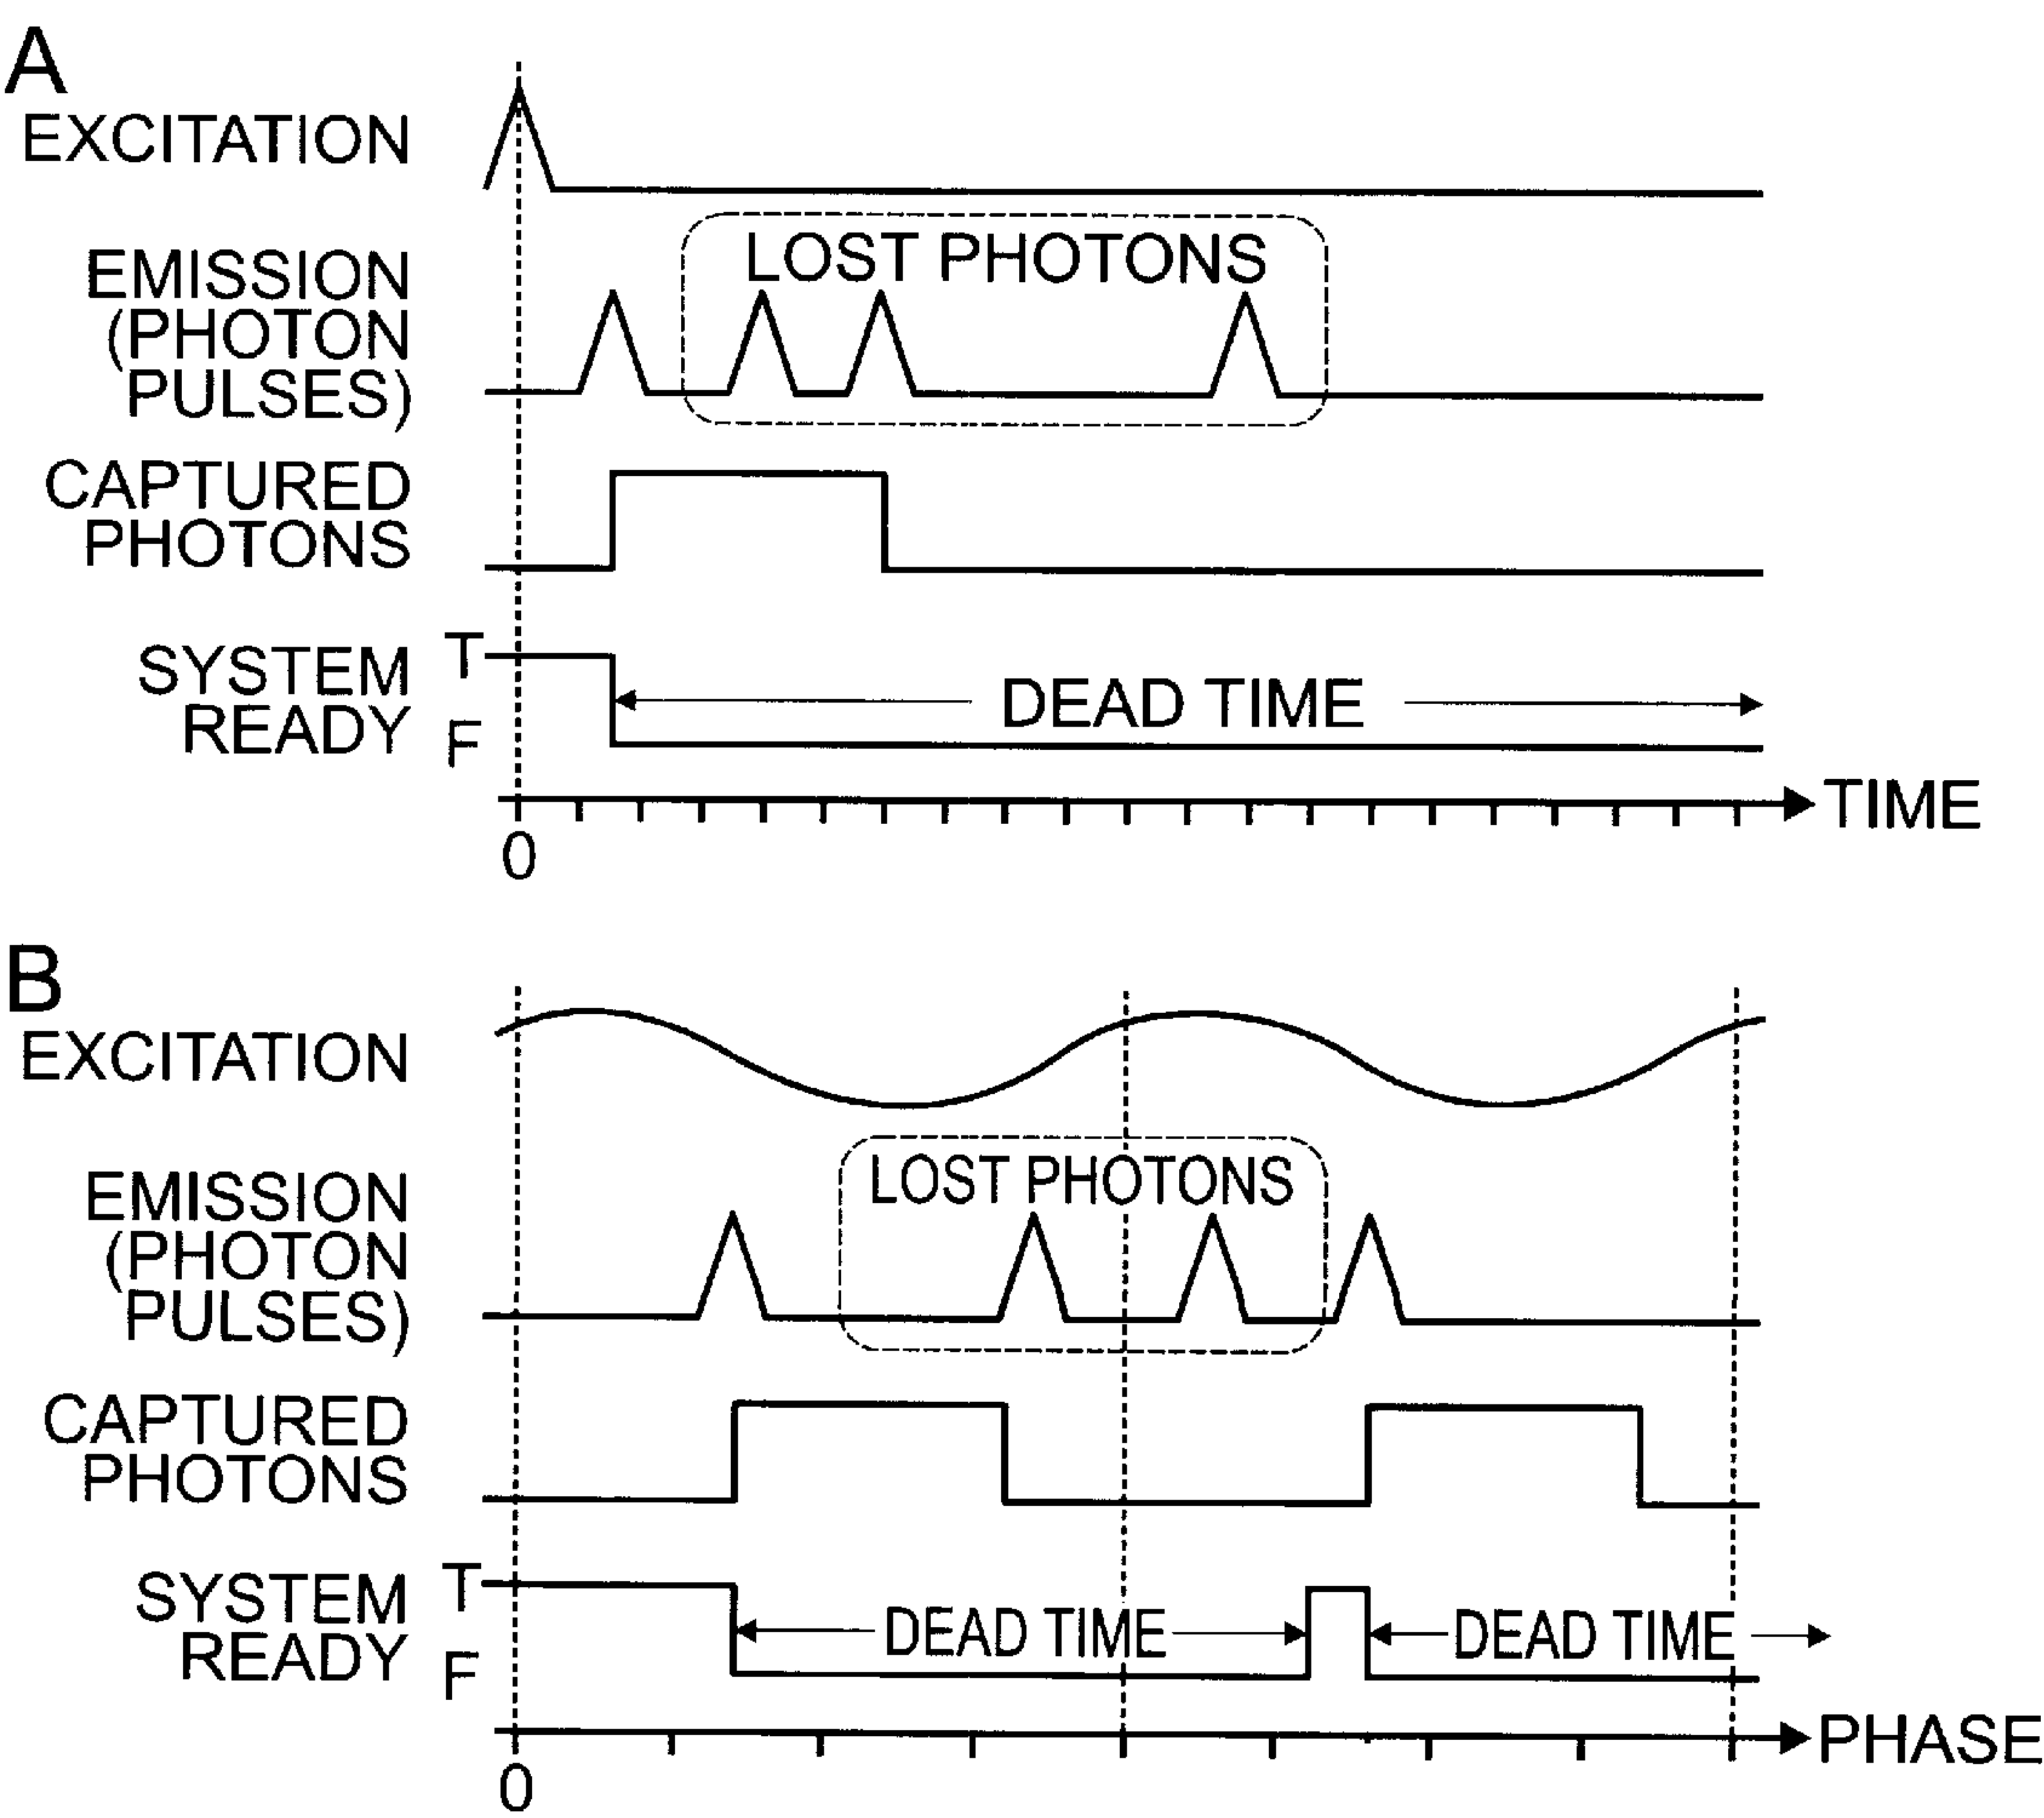 A
EXCITATION
LOST PHOTONS
EMISSION
(PHOTON
PULSES)
CAPTURED
PHOTONS
SYSTEM
READY
T
F
DEAD TIME
TIME
0
B
EXCITATION
LOST PHOTONS
EMISSION
(PHOTON
PULSES)
CAPTURED
PHOTONS
SYSTEM
READY
T
F
DEAD TIME
DEAD TIME
PHASE
0